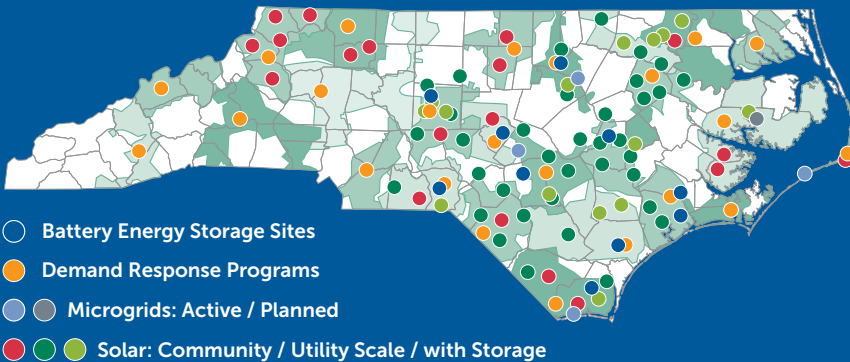 Battery Energy Storage Sites
Demand Response Programs
Microgrids: Active / Planned
Solar: Community / Utility Scale / with Storage